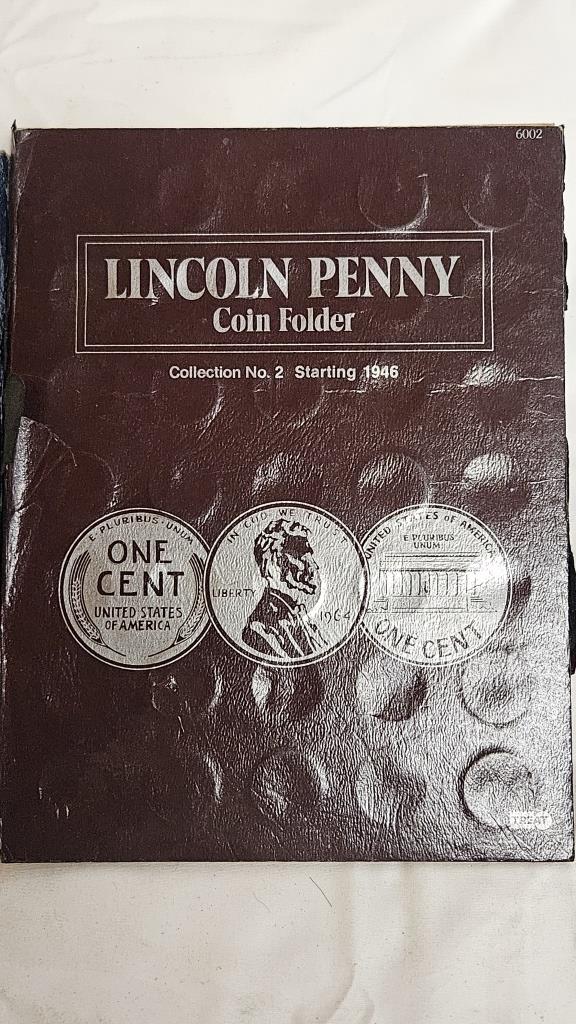 6002
LINCOLN PENNY
Coin Folder
Collection No. 2 Starting 1946
E·PLURIBUS·UNUM
ONE
CENT
UNITED STATES
OF AMERICA
IN GOD WE TRUST
LIBERTY
1964
UNITED STATES OF AMERICA
E·PLURIBUS
UNUM
ONE CENT
TREAT